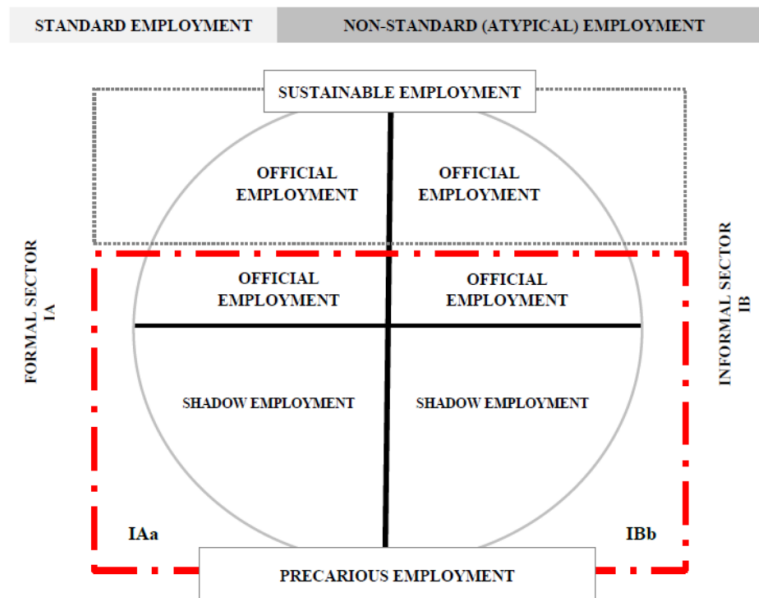 STANDARD EMPLOYMENT
NON-STANDARD (ATYPICAL) EMPLOYMENT
SUSTAINABLE EMPLOYMENT
OFFICIAL
EMPLOYMENT
OFFICIAL
EMPLOYMENT
FORMAL SECTOR
IA
INFORMAL SECTOR
IB
OFFICIAL
EMPLOYMENT
OFFICIAL
EMPLOYMENT
SHADOW EMPLOYMENT
SHADOW EMPLOYMENT
IAa
IBb
PRECARIOUS EMPLOYMENT